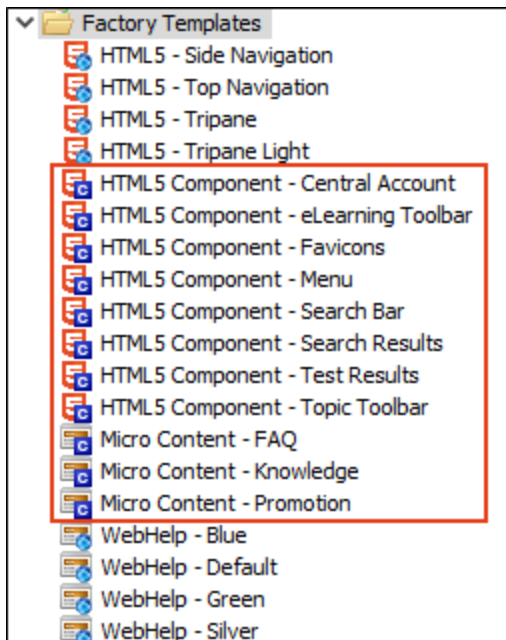 Factory Templates
HTML5 - Side Navigation
HTML5 - Top Navigation
HTML5 - Tripane
HTML5 - Tripane Light
HTML5 Component - Central Account
HTML5 Component - eLearning Toolbar
HTML5 Component - Favicons
HTML5 Component - Menu
HTML5 Component - Search Bar
HTML5 Component - Search Results
HTML5 Component - Test Results
HTML5 Component - Topic Toolbar
Micro Content - FAQ
Micro Content - Knowledge
Micro Content - Promotion
WebHelp - Blue
WebHelp - Default
WebHelp - Green
WebHelp - Silver